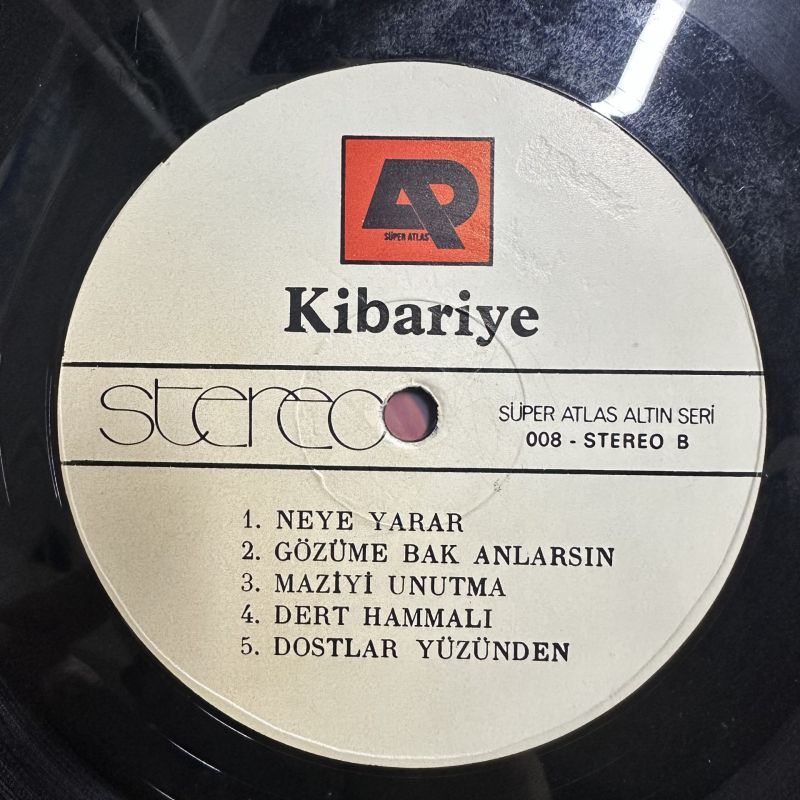 AP
SÜPER ATLAS
Kibariye
stereo
SÜPER ATLAS ALTIN SERİ
008 - STEREO B
1. NEYE YARAR
2. GÖZÜME BAK ANLARSIN
3. MAZİYİ UNUTMA
4. DERT HAMMALI
5. DOSTLAR YÜZÜNDEN